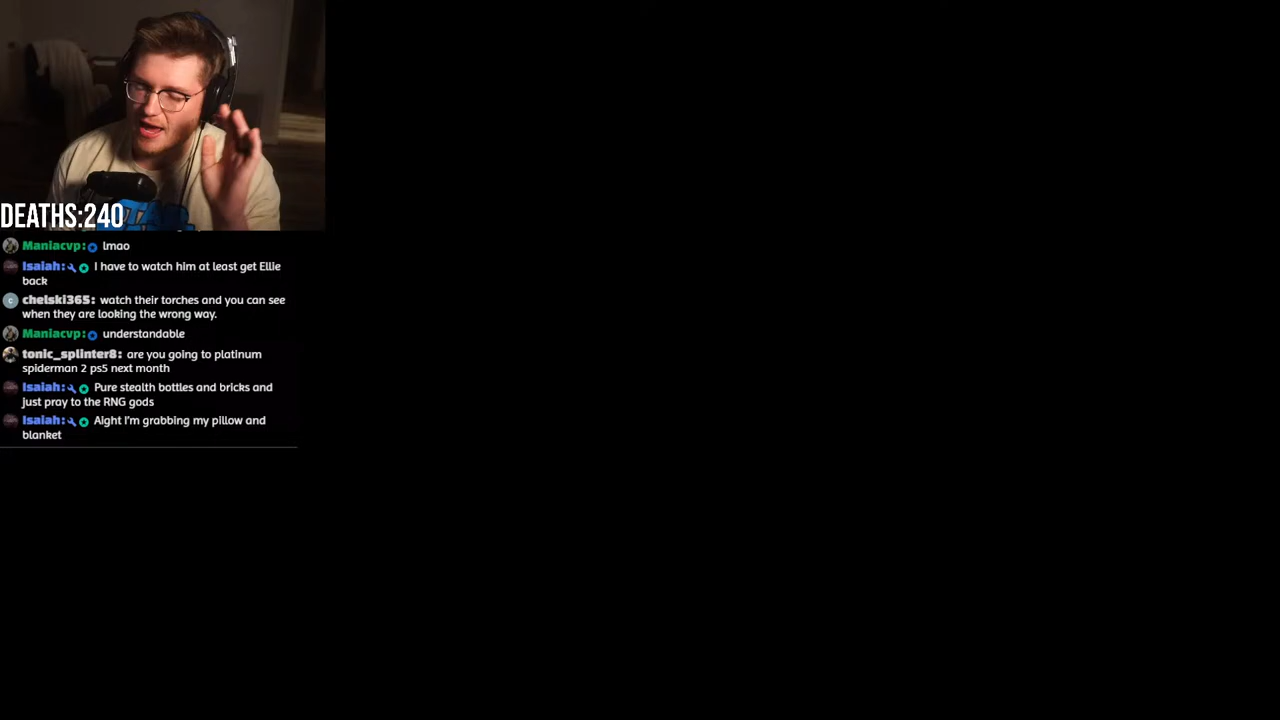 DEATHS:240
Maniacvp: lmao
Isaiah: I have to watch him at least get Ellie
back
chelski365: watch their torches and you can see
when they are looking the wrong way.
Maniacvp: understandable
tonic_splinter8: are you going to platinum
spiderman 2 ps5 next month
Isaiah: Pure stealth bottles and bricks and
just pray to the RNG gods
Isaiah: Aight I'm grabbing my pillow and
blanket